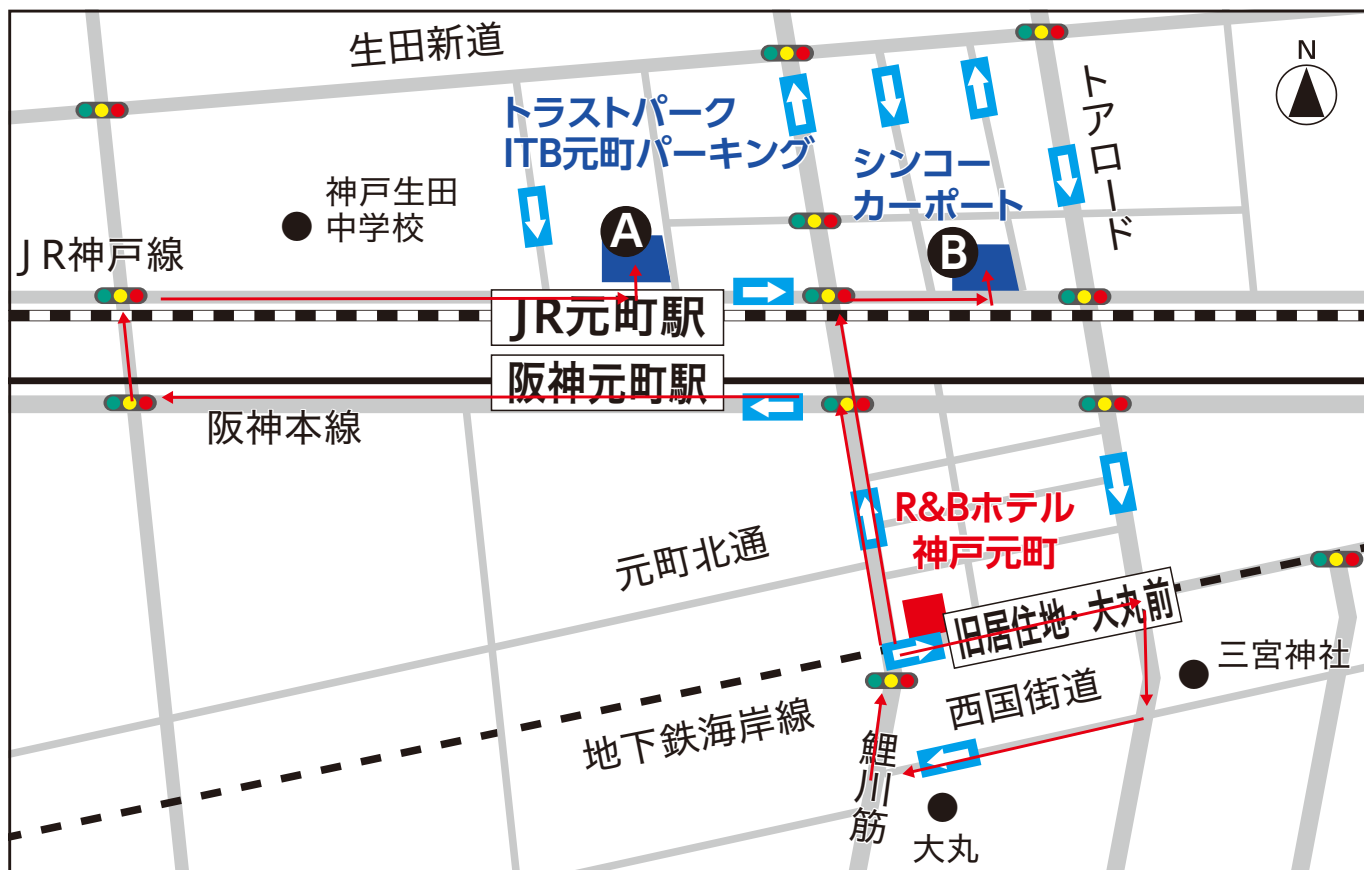 生田新道
N
トアロード
トラストパーク
ITB元町パーキング
シンコー
カーポート
神戸生田
中学校
A
B
JR神戸線
JR元町駅
阪神元町駅
阪神本線
R&Bホテル
神戸元町
元町北通
旧居住地・大丸前
三宮神社
西国街道
地下鉄海岸線
鯉川筋
大丸